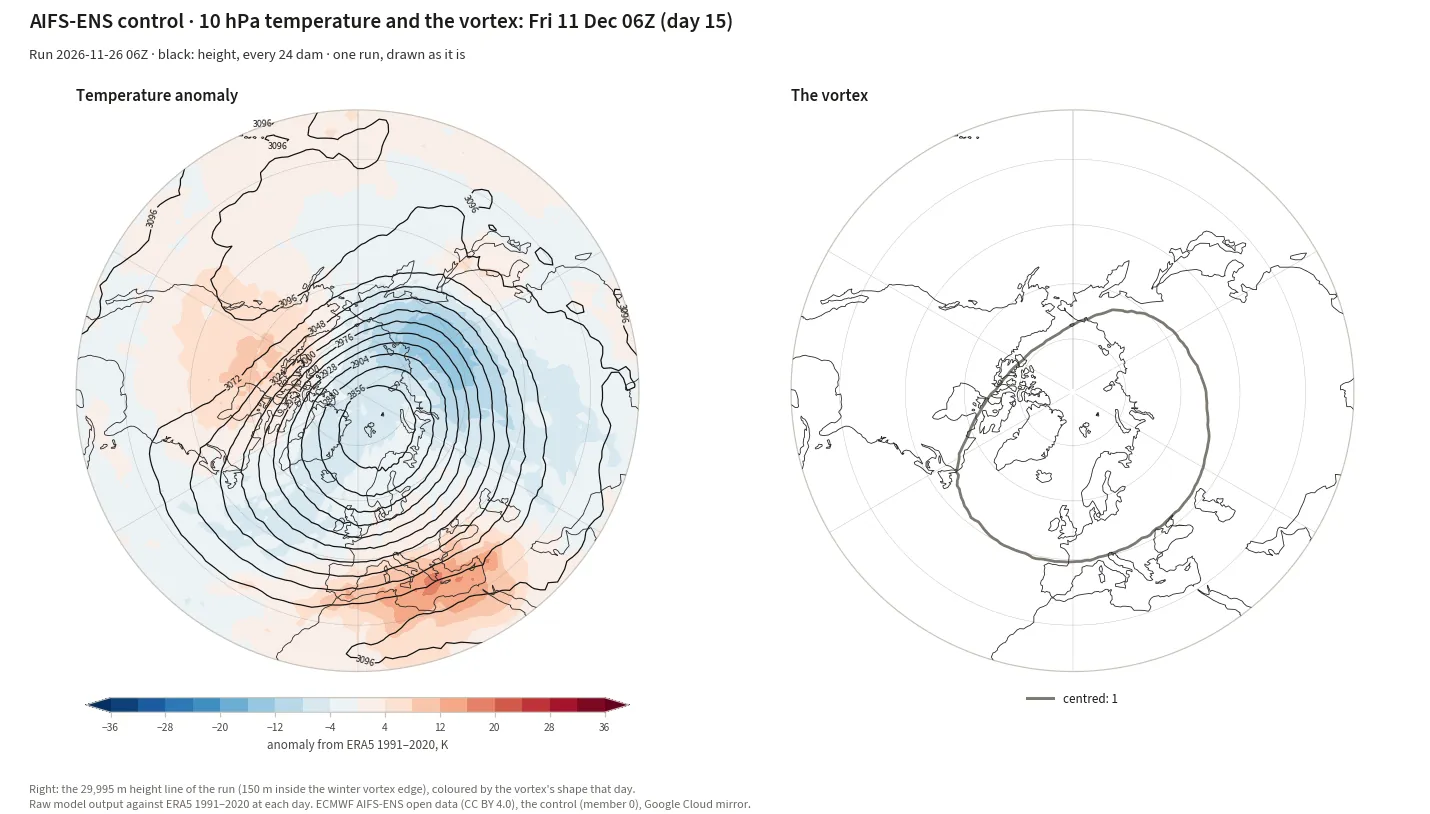 AIFS-ENS control · 10 hPa temperature and the vortex: Fri 11 Dec 06Z (day 15)
Run 2026-11-26 06Z · black: height, every 24 dam · one run, drawn as it is
Temperature anomaly
The vortex
3096
3096
3096
3096
3096
3096
3048
2976
2904
2928
2856
3072
3096
−36 −28 −20 −12 −4 4 12 20 28 36
anomaly from ERA5 1991–2020, K
centred: 1
Right: the 29,995 m height line of the run (150 m inside the winter vortex edge), coloured by the vortex's shape that day.
Raw model output against ERA5 1991–2020 at each day. ECMWF AIFS-ENS open data (CC BY 4.0), the control (member 0), Google Cloud mirror.